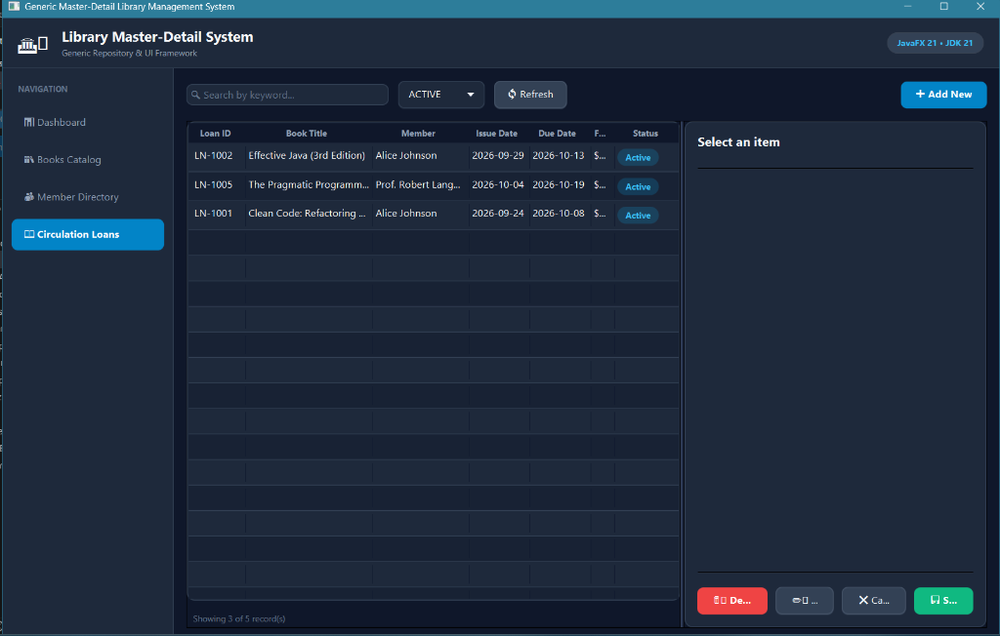 Generic Master-Detail Library Management System
Library Master-Detail System
Generic Repository & UI Framework
JavaFX 21 • JDK 21
NAVIGATION
Dashboard
Books Catalog
Member Directory
Circulation Loans
Search by keyword...
ACTIVE
Refresh
+ Add New
Loan ID Book Title Member Issue Date Due Date F... Status
LN-1002 Effective Java (3rd Edition) Alice Johnson 2026-09-29 2026-10-13 $... Active
LN-1005 The Pragmatic Programm... Prof. Robert Lang... 2026-10-04 2026-10-19 $... Active
LN-1001 Clean Code: Refactoring ... Alice Johnson 2026-09-24 2026-10-08 $... Active
Showing 3 of 5 record(s)
Select an item
De...
...
Ca...
S...